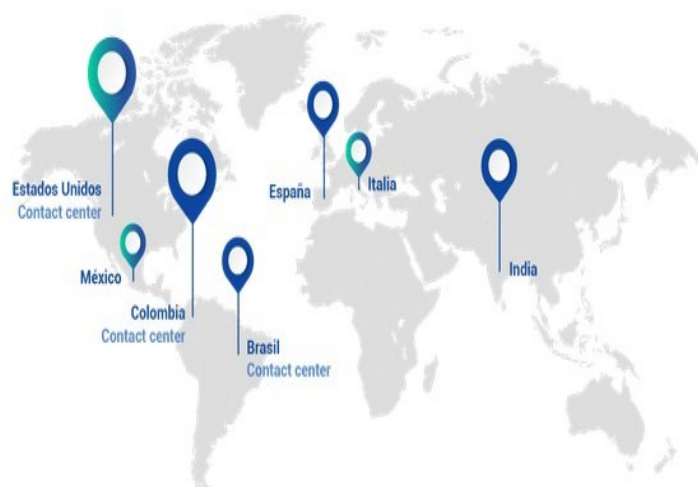 Estados Unidos
Contact center
España
Italia
India
México
Colombia
Contact center
Brasil
Contact center